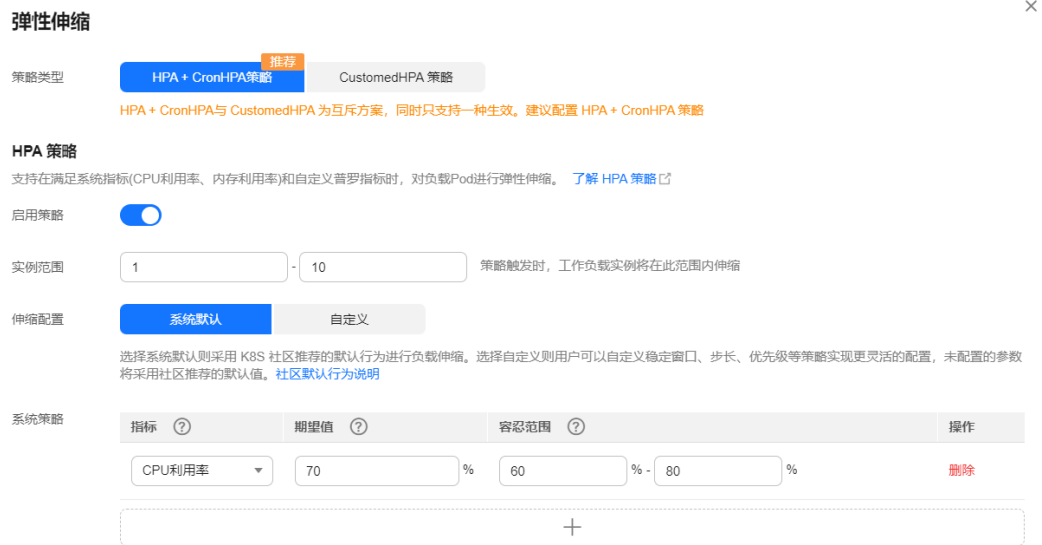 弹性伸缩
推荐
策略类型 HPA + CronHPA策略 CustomedHPA 策略
HPA + CronHPA与 CustomedHPA 为互斥方案，同时只支持一种生效。建议配置 HPA + CronHPA 策略
HPA 策略
支持在满足系统指标(CPU利用率、内存利用率)和自定义普罗指标时，对负载Pod进行弹性伸缩。 了解 HPA 策略
启用策略
实例范围 1 - 10 策略触发时，工作负载实例将在此范围内伸缩
伸缩配置 系统默认 自定义
选择系统默认则采用 K8S 社区推荐的默认行为进行负载伸缩。选择自定义则用户可以自定义稳定窗口、步长、优先级等策略实现更灵活的配置，未配置的参数
将采用社区推荐的默认值。社区默认行为说明
系统策略 指标 ? 期望值 ? 容忍范围 ? 操作
CPU利用率 70 % 60 % - 80 % 删除